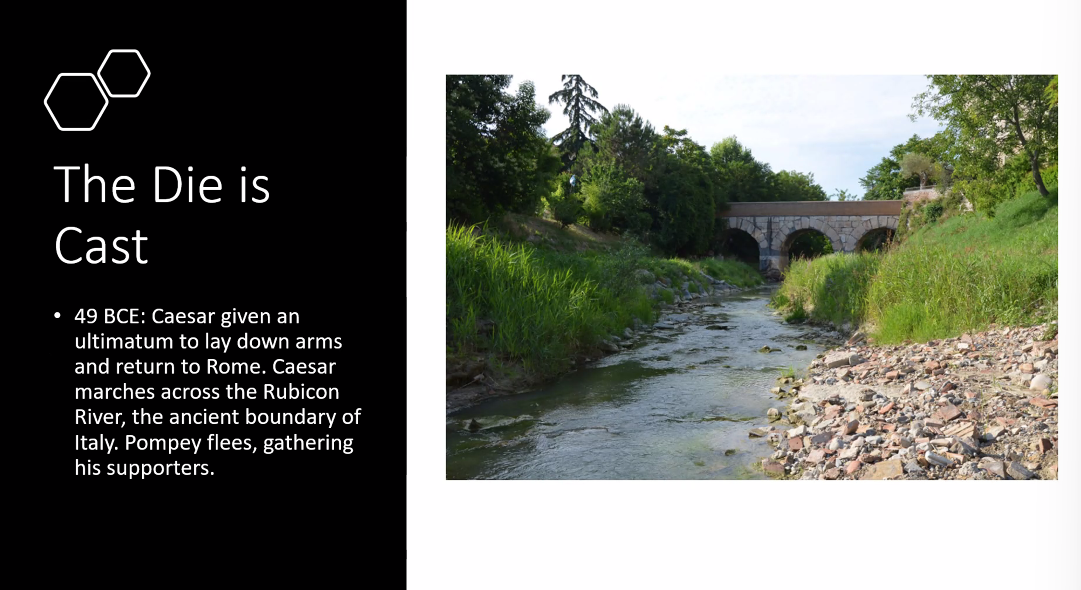 The Die is
Cast
• 49 BCE: Caesar given an
ultimatum to lay down arms
and return to Rome. Caesar
marches across the Rubicon
River, the ancient boundary of
Italy. Pompey flees, gathering
his supporters.